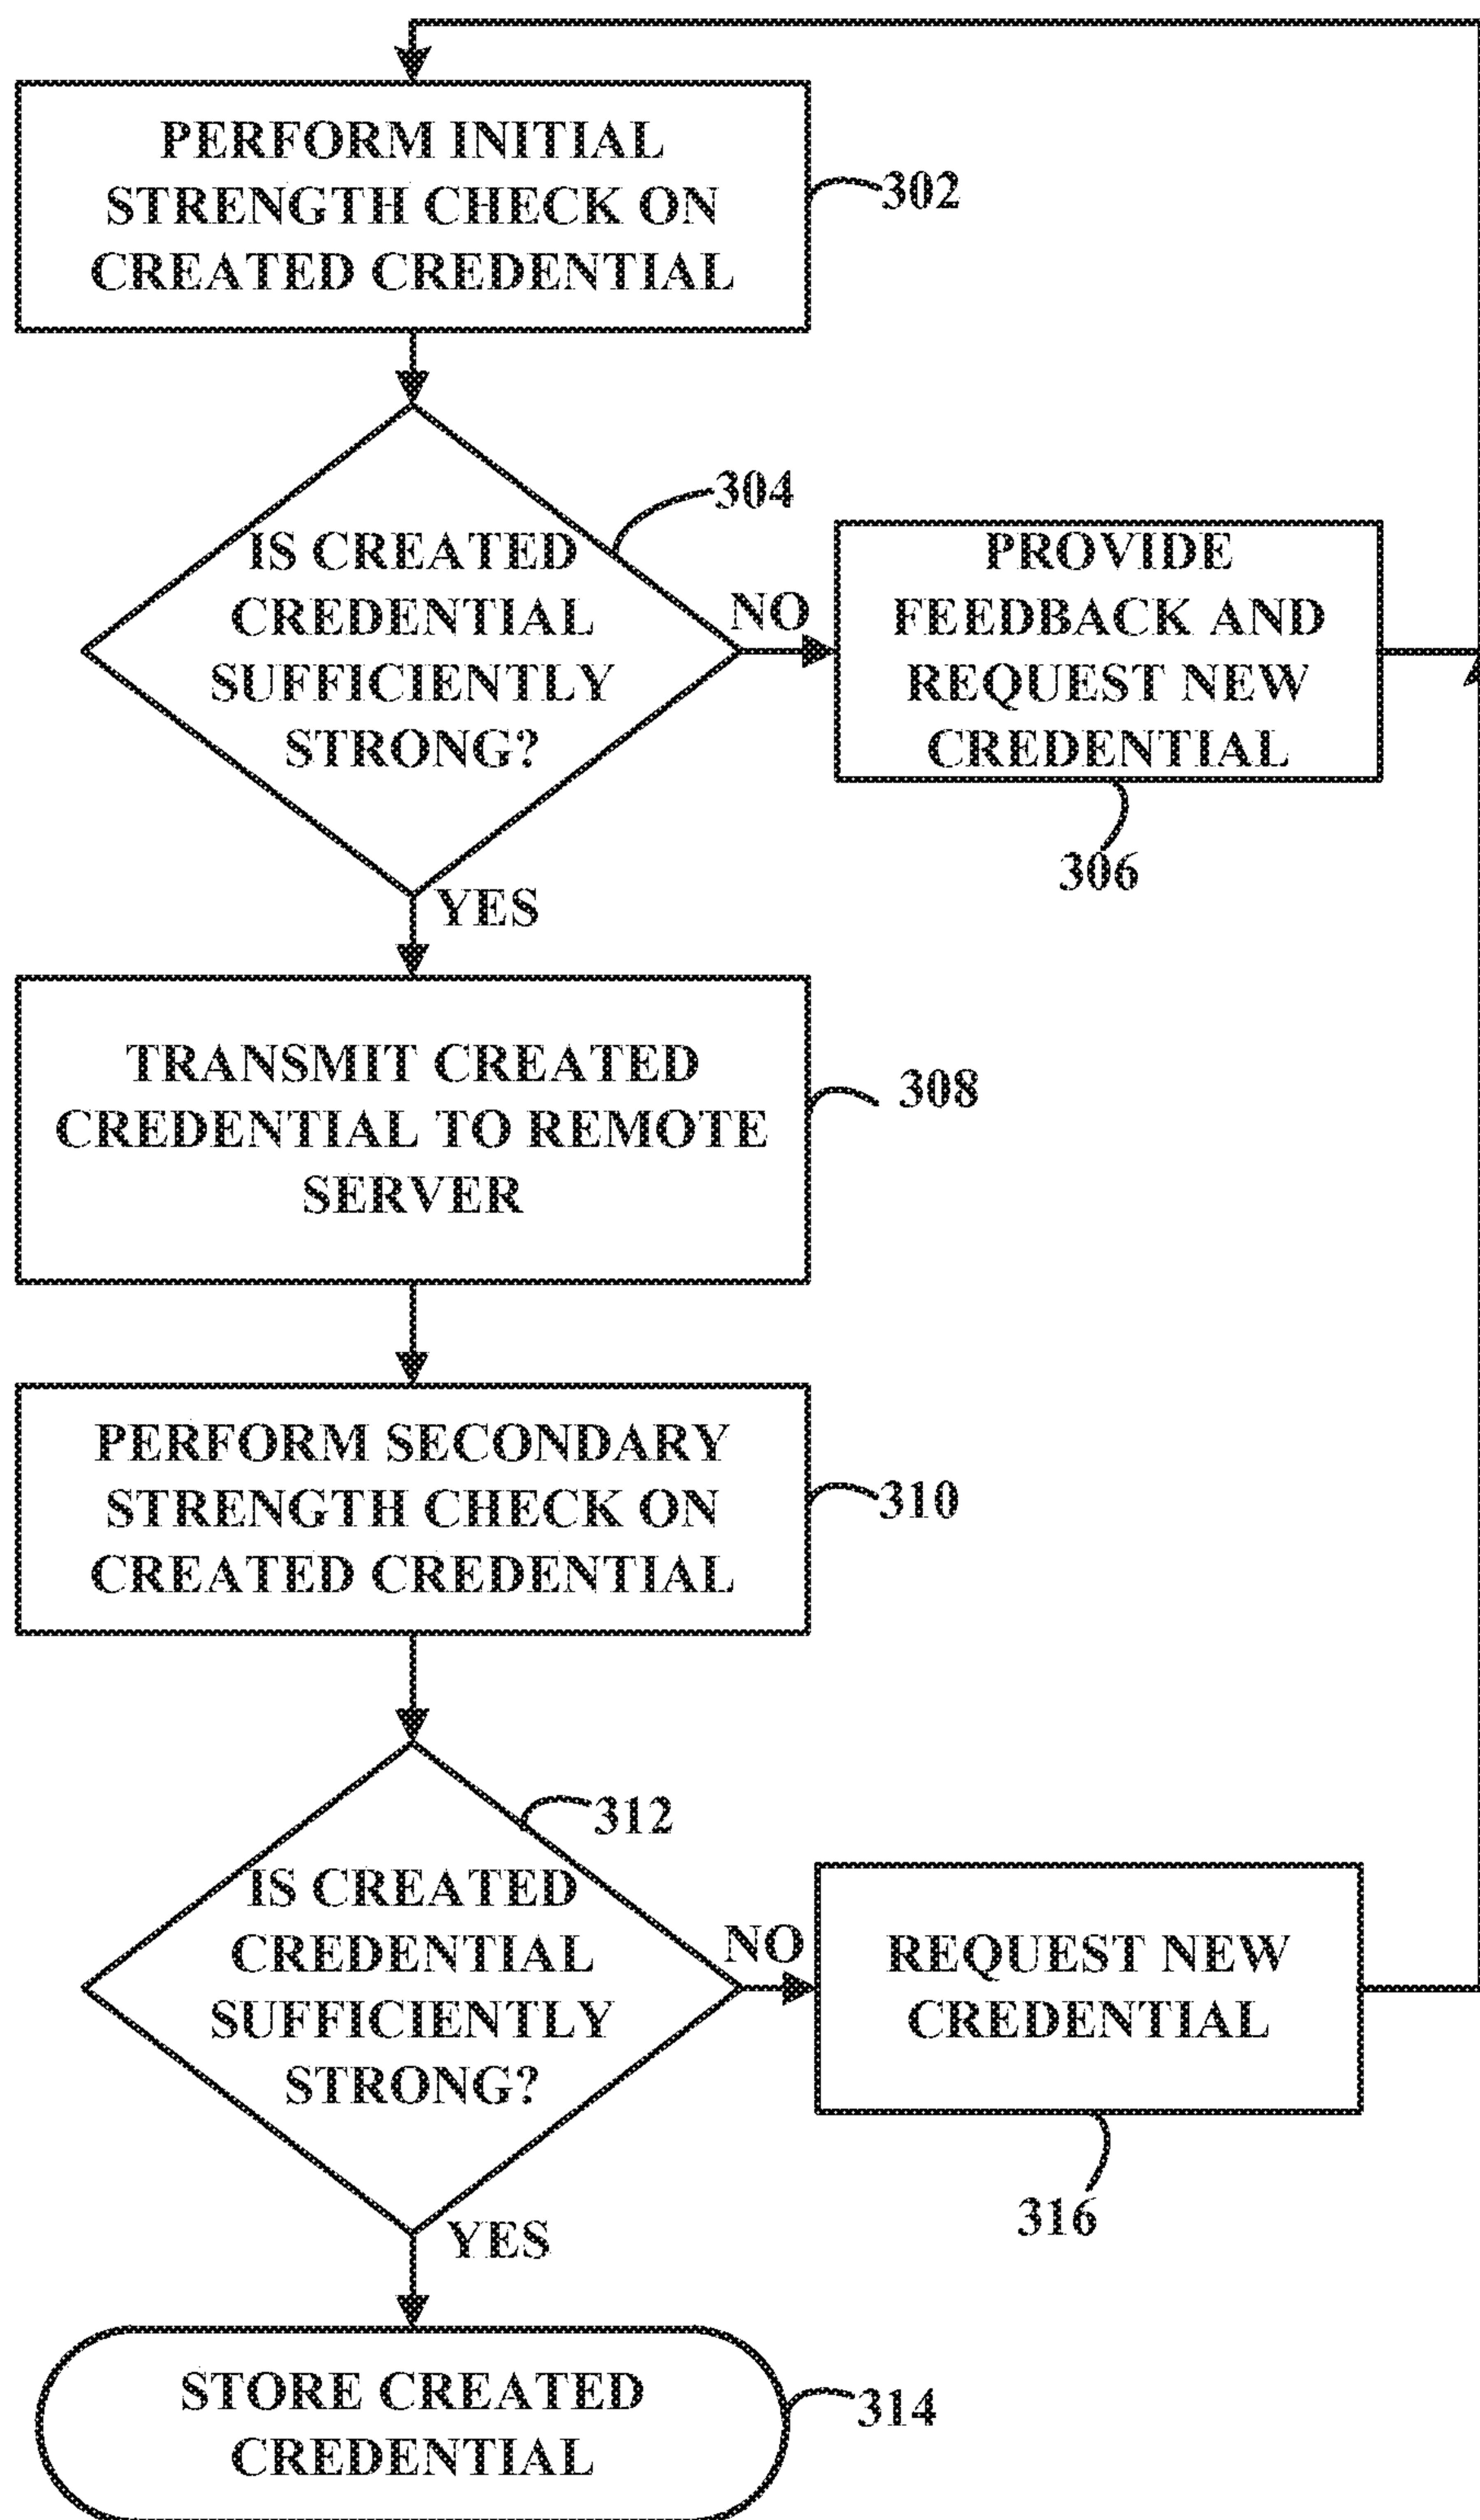 PERFORM INITIAL
STRENGTH CHECK ON
CREATED CREDENTIAL
302
IS CREATED
CREDENTIAL
SUFFICIENTLY
STRONG?
304
NO
PROVIDE
FEEDBACK AND
REQUEST NEW
CREDENTIAL
306
YES
TRANSMIT CREATED
CREDENTIAL TO REMOTE
SERVER
308
PERFORM SECONDARY
STRENGTH CHECK ON
CREATED CREDENTIAL
310
IS CREATED
CREDENTIAL
SUFFICIENTLY
STRONG?
312
NO
REQUEST NEW
CREDENTIAL
316
YES
STORE CREATED
CREDENTIAL
314